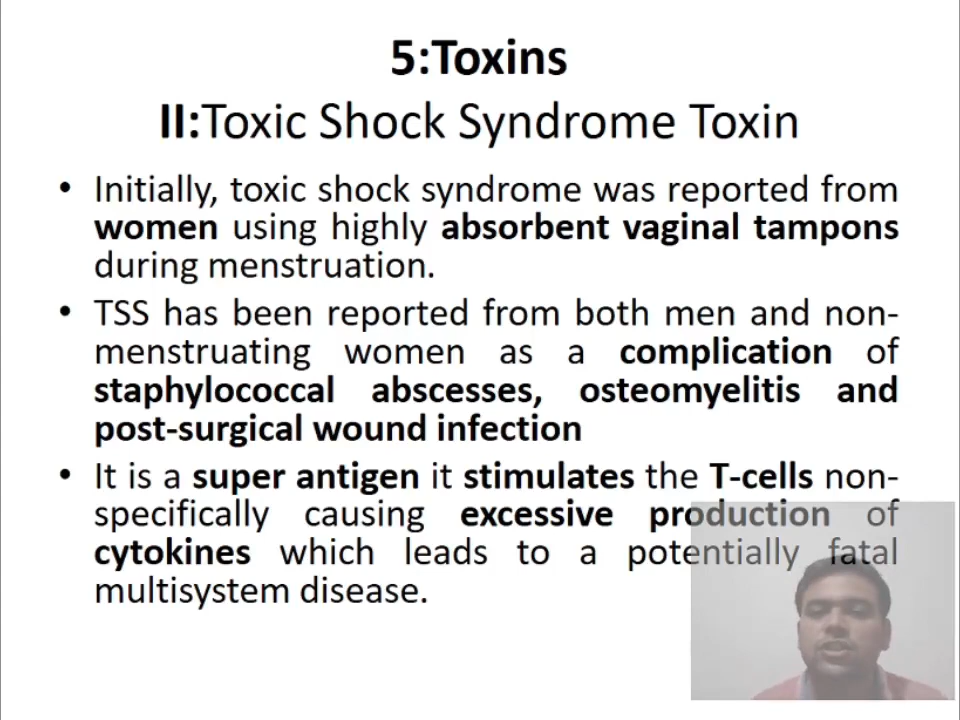 5:Toxins
II:Toxic Shock Syndrome Toxin
• Initially, toxic shock syndrome was reported from
women using highly absorbent vaginal tampons
during menstruation.
• TSS has been reported from both men and non-
menstruating women as a complication of
staphylococcal abscesses, osteomyelitis and
post-surgical wound infection
• It is a super antigen it stimulates the T-cells non-
specifically causing excessive production of
cytokines which leads to a potentially fatal
multisystem disease.